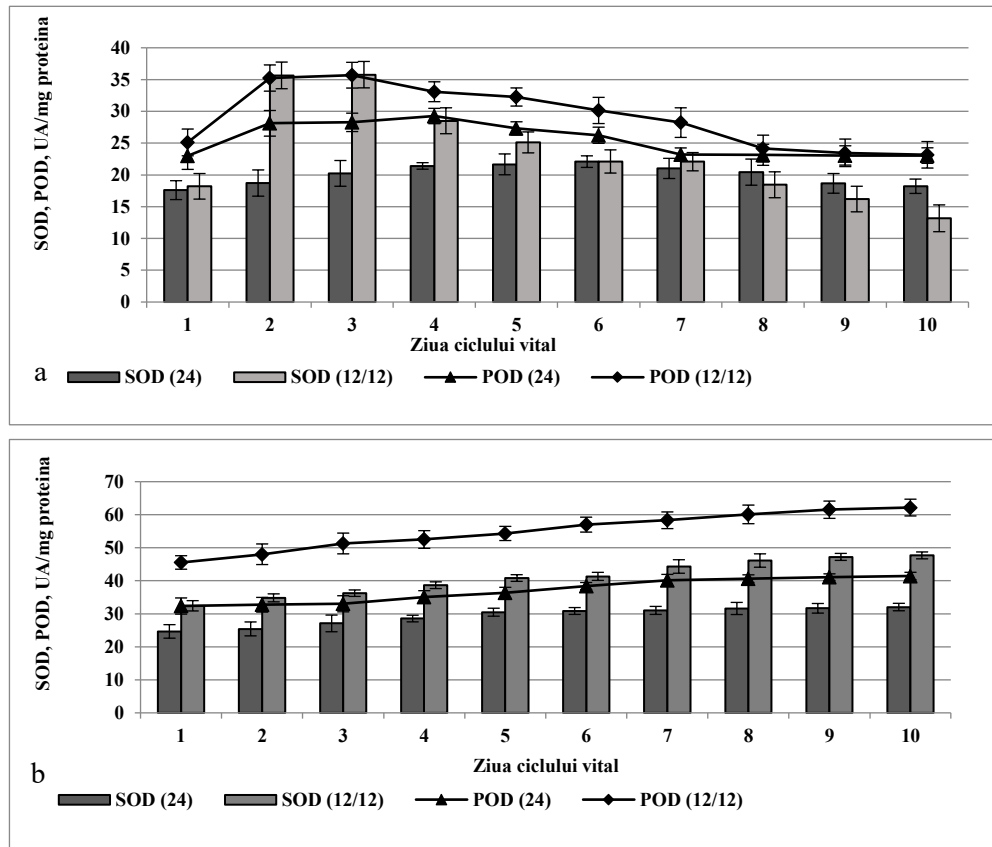 SOD, POD, UA/mg proteina
40
35
30
25
20
15
10
5
0
1 2 3 4 5 6 7 8 9 10
Ziua ciclului vital
a
SOD (24) SOD (12/12) POD (24) POD (12/12)
SOD, POD, UA/mg proteina
70
60
50
40
30
20
10
0
1 2 3 4 5 6 7 8 9 10
Ziua ciclului vital
b
SOD (24) SOD (12/12) POD (24) POD (12/12)